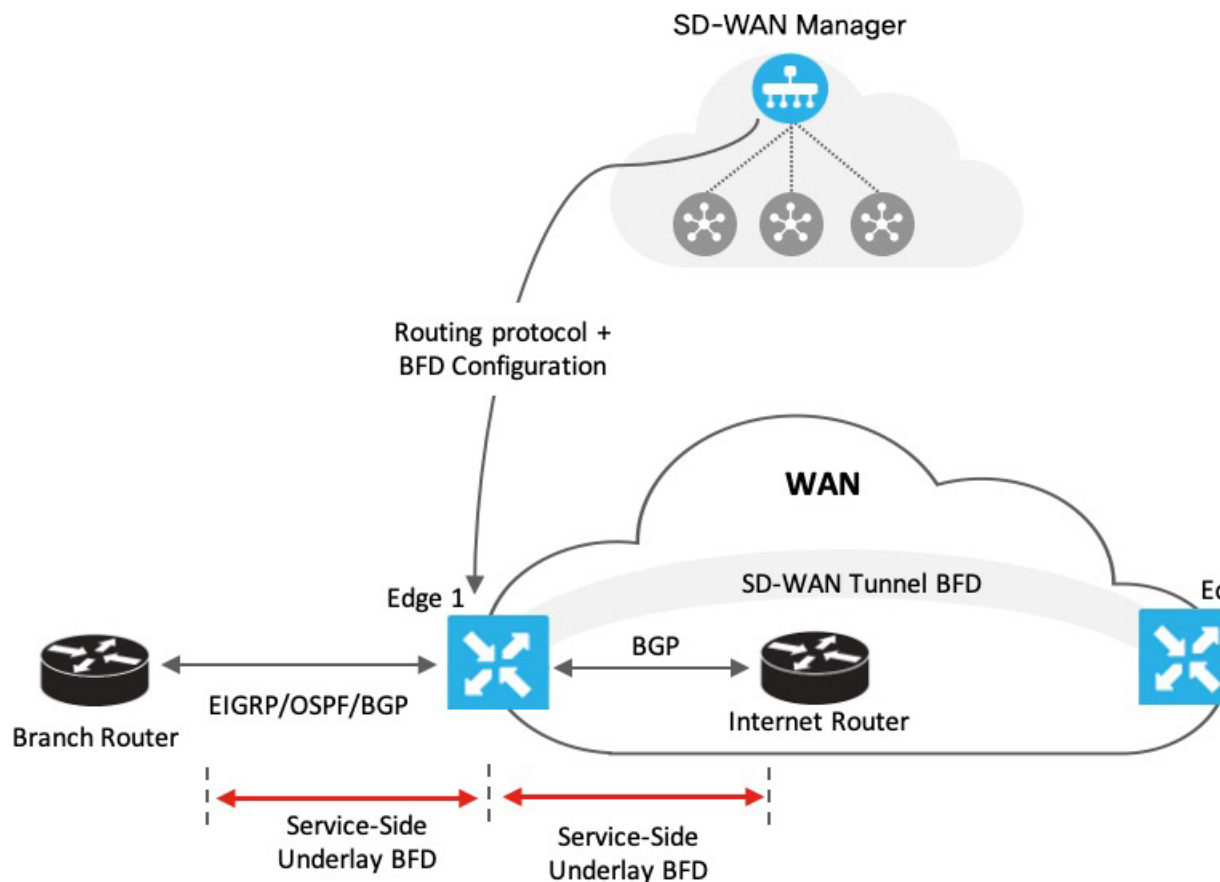 SD-WAN Manager
Routing protocol +
BFD Configuration
WAN
SD-WAN Tunnel BFD
Edge 1
Ed
BGP
EIGRP/OSPF/BGP
Internet Router
Branch Router
Service-Side
Underlay BFD
Service-Side
Underlay BFD